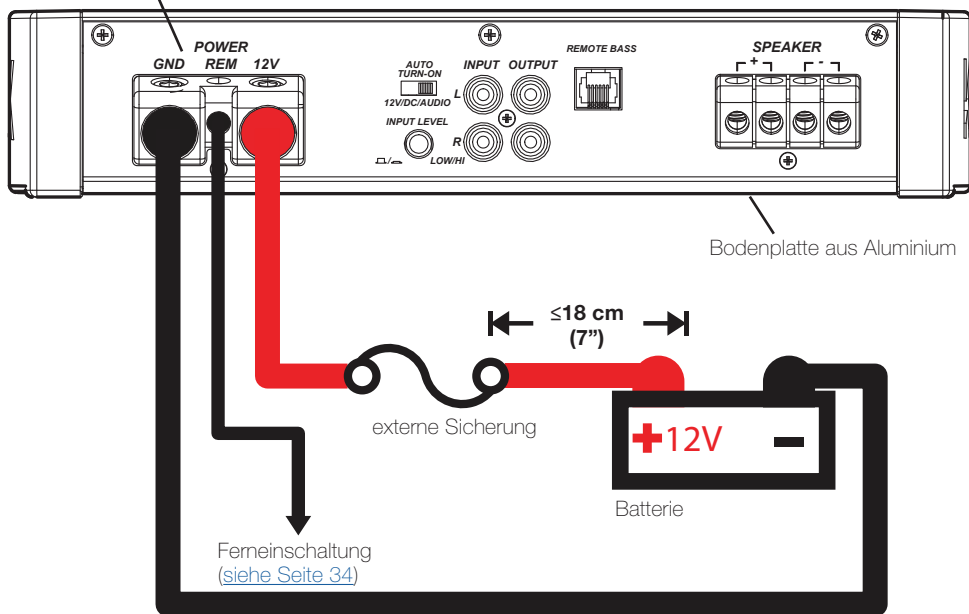 POWER
GND REM 12V
AUTO
TURN-ON
12V/DC/AUDIO
INPUT LEVEL
LOW/HI
INPUT OUTPUT
L
R
REMOTE BASS
SPEAKER
+ -
Bodenplatte aus Aluminium
≤18 cm
(7”)
externe Sicherung
+12V −
Batterie
Ferneinschaltung
(siehe Seite 34)